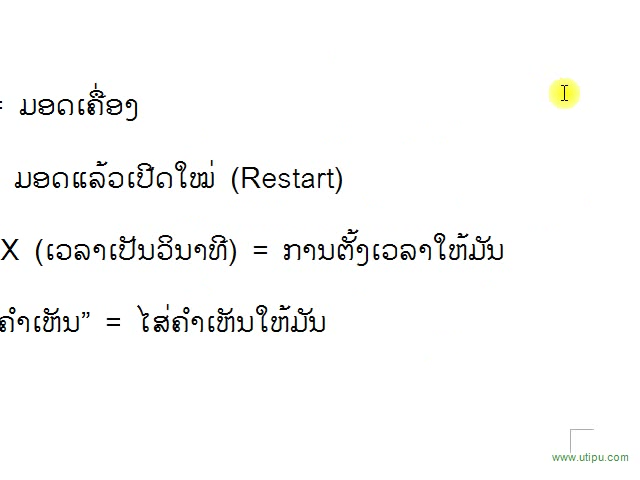 = ມອດເຄື່ອງ
ມອດແລ້ວເປີດໃໝ່ (Restart)
X (ເວລາເປັນວິນາທີ) = ການຕັ້ງເວລາໃຫ້ມັນ
ຄຳເຫັນ” = ໄສ່ຄຳເຫັນໃຫ້ມັນ
www.utipu.com